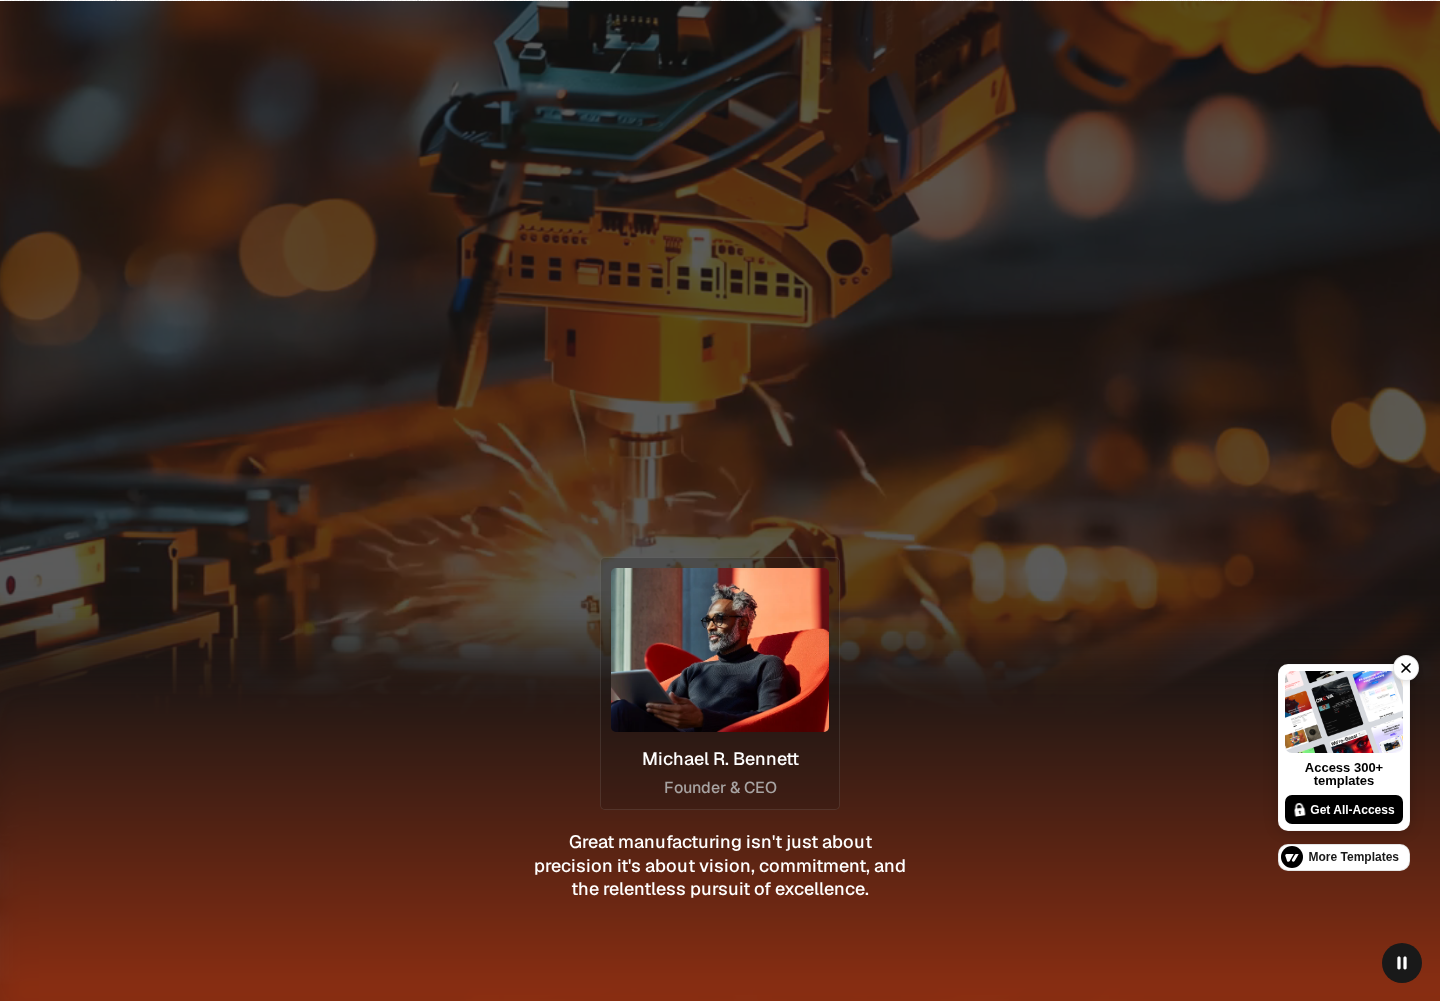 Michael R. Bennett
Founder & CEO
Great manufacturing isn't just about
precision it's about vision, commitment, and
the relentless pursuit of excellence.
Access 300+
templates
Get All-Access
More Templates